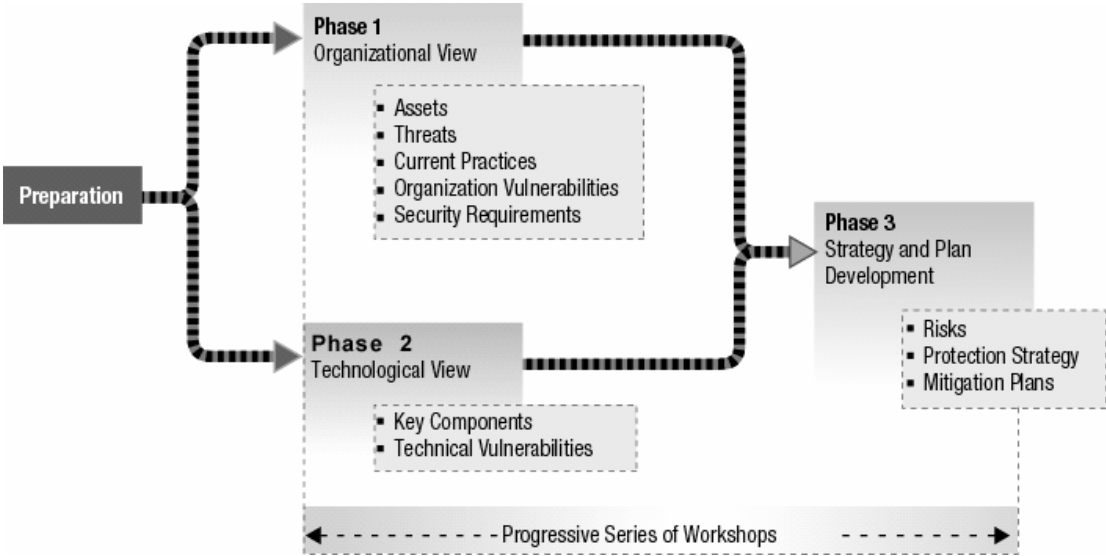 Phase 1
Organizational View
▪ Assets
▪ Threats
▪ Current Practices
▪ Organization Vulnerabilities
▪ Security Requirements
Preparation
Phase 3
Strategy and Plan
Development
▪ Risks
▪ Protection Strategy
▪ Mitigation Plans
Phase 2
Technological View
▪ Key Components
▪ Technical Vulnerabilities
Progressive Series of Workshops